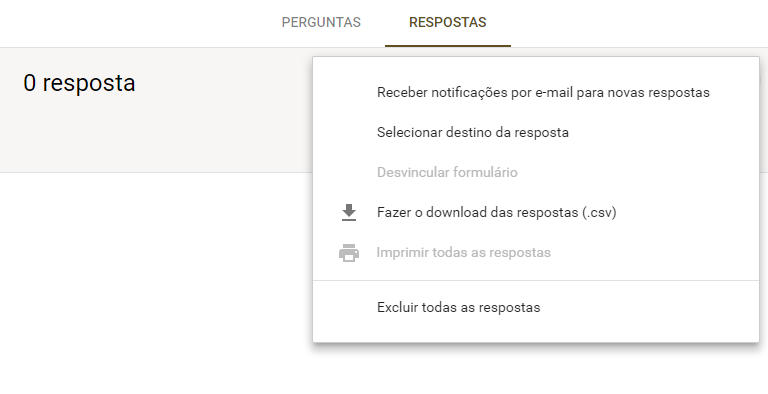 PERGUNTAS RESPOSTAS
0 resposta
Receber notificações por e-mail para novas respostas
Selecionar destino da resposta
Desvincular formulário
Fazer o download das respostas (.csv)
Imprimir todas as respostas
Excluir todas as respostas